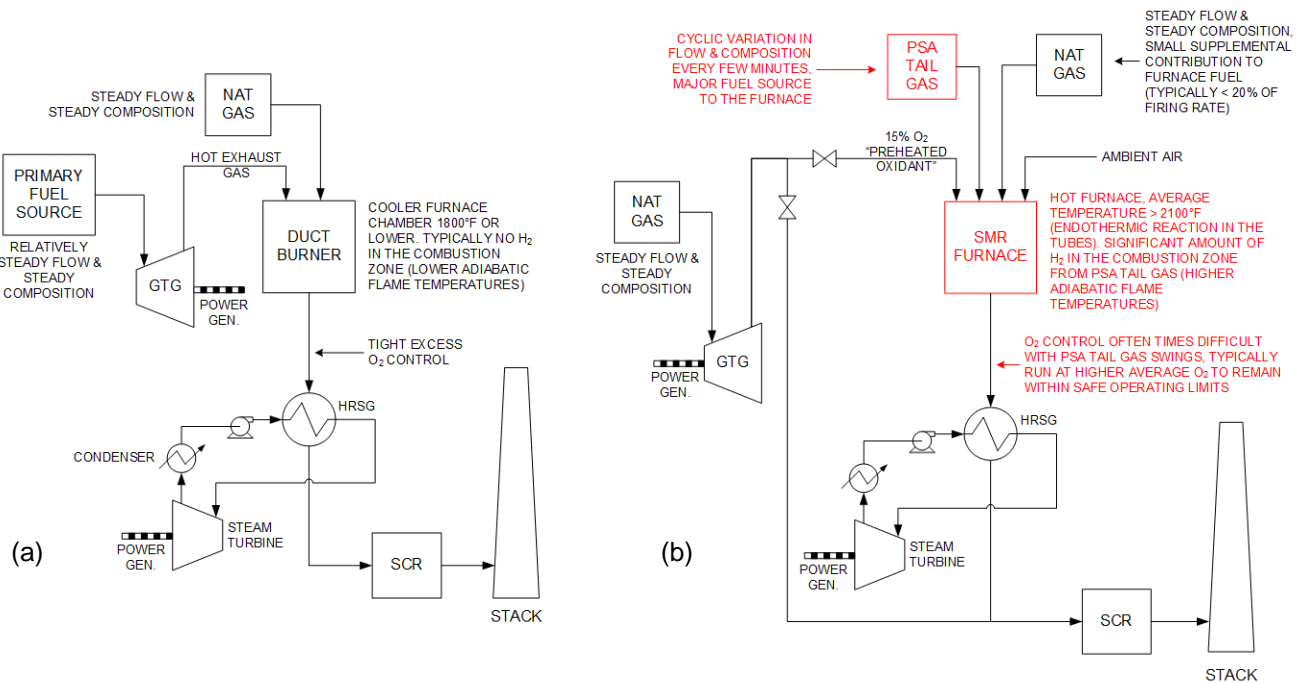 STEADY FLOW &
STEADY COMPOSITION
NAT
GAS
HOT EXHAUST
GAS
PRIMARY
FUEL
SOURCE
RELATIVELY
STEADY FLOW &
STEADY
COMPOSITION
GTG
POWER
GEN.
DUCT
BURNER
COOLER FURNACE
CHAMBER 1800°F OR
LOWER. TYPICALLY NO H2
IN THE COMBUSTION
ZONE (LOWER ADIABATIC
FLAME TEMPERATURES)
TIGHT EXCESS
O2 CONTROL
HRSG
CONDENSER
STEAM
TURBINE
POWER
GEN.
(a)
SCR
STACK
CYCLIC VARIATION IN
FLOW & COMPOSITION
EVERY FEW MINUTES,
MAJOR FUEL SOURCE
TO THE FURNACE
PSA
TAIL
GAS
NAT
GAS
STEADY FLOW &
STEADY COMPOSITION,
SMALL SUPPLEMENTAL
CONTRIBUTION TO
FURNACE FUEL
(TYPICALLY < 20% OF
FIRING RATE)
15% O2
"PREHEATED
OXIDANT"
AMBIENT AIR
NAT
GAS
STEADY FLOW &
STEADY
COMPOSITION
GTG
POWER
GEN.
SMR
FURNACE
HOT FURNACE, AVERAGE
TEMPERATURE > 2100°F
(ENDOTHERMIC REACTION IN THE
TUBES). SIGNIFICANT AMOUNT OF
H2 IN THE COMBUSTION ZONE
FROM PSA TAIL GAS (HIGHER
ADIABATIC FLAME
TEMPERATURES)
O2 CONTROL OFTEN TIMES DIFFICULT
WITH PSA TAIL GAS SWINGS, TYPICALLY
RUN AT HIGHER AVERAGE O2 TO REMAIN
WITHIN SAFE OPERATING LIMITS
HRSG
STEAM
TURBINE
POWER
GEN.
(b)
SCR
STACK